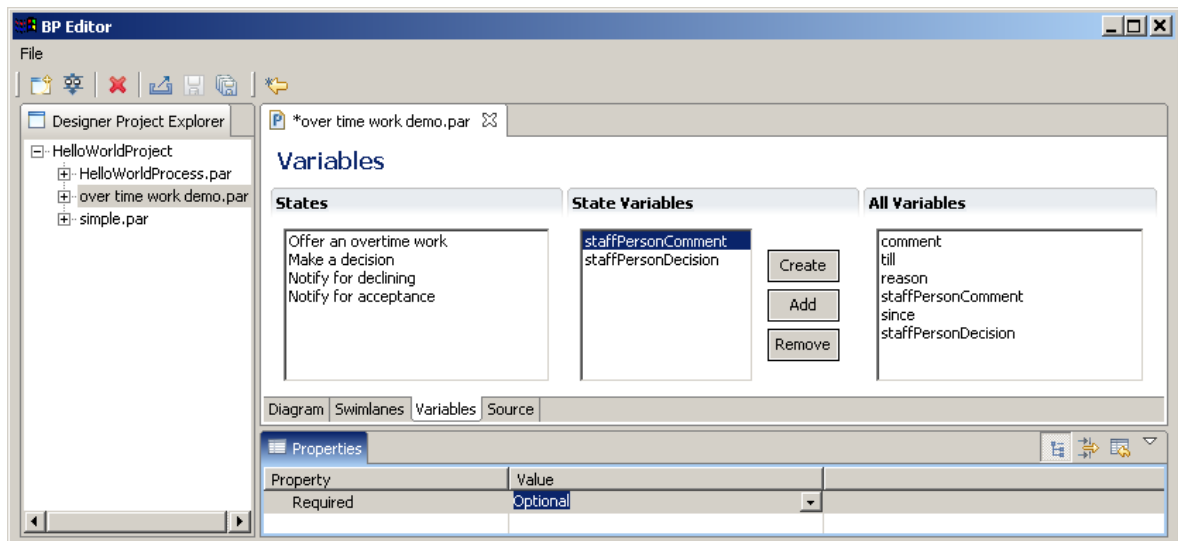 BP Editor
File
Designer Project Explorer
HelloWorldProject
HelloWorldProcess.par
over time work demo.par
simple.par
*over time work demo.par
Variables
States
Offer an overtime work
Make a decision
Notify for declining
Notify for acceptance
State Variables
staffPersonComment
staffPersonDecision
Create
Add
Remove
All Variables
comment
till
reason
staffPersonComment
since
staffPersonDecision
Diagram Swimlanes Variables Source
Properties
Property Value
Required Optional